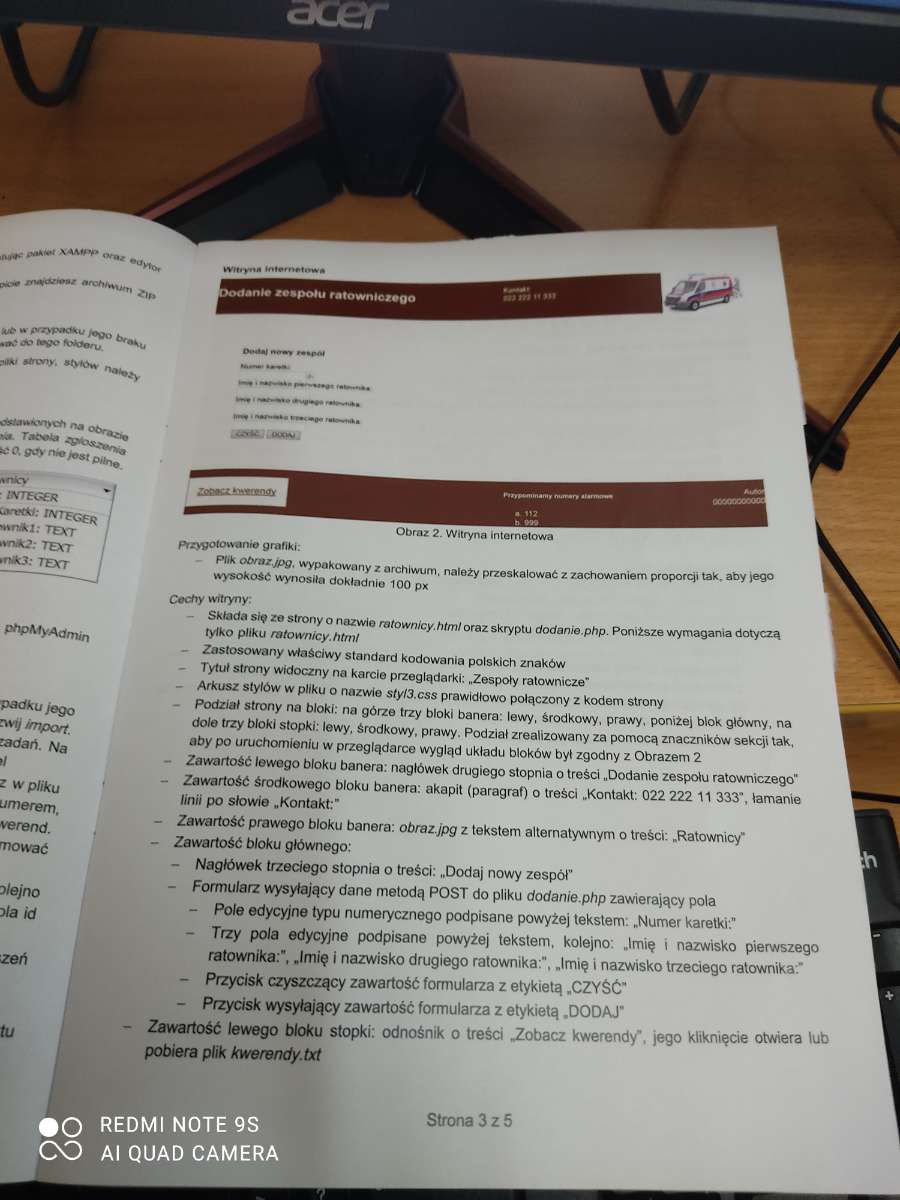 acer
tując pakiet XAMPP oraz edytor
picie znajdziesz archiwum ZIP
lub w przypadku jego braku
wać do tego folderu.
pliki strony, stylów należy
dstawionych na obrazie
nia. Tabela zgłoszenia
ść 0, gdy nie jest pilne.
wnicy
: INTEGER
Karetki: INTEGER
ownik1: TEXT
wnik2: TEXT
wnik3: TEXT
phpMyAdmin
padku jego
zwij import.
zadań. Na
el
z w pliku
umerem,
werend.
mować
olejno
ola id
szeń
tu
Witryna internetowa
Dodanie zespołu ratowniczego
Kontakt:
022 222 11 333
Dodaj nowy zespół
Numer karetki:
Imię i nazwisko pierwszego ratownika:
Imię i nazwisko drugiego ratownika:
Imię i nazwisko trzeciego ratownika:
CZYŚĆ DODAJ
Zobacz kwerendy
Przypominamy numery alarmowe
a. 112
b. 999
Autor
00000000000
Obraz 2. Witryna internetowa
Przygotowanie grafiki:
− Plik obraz.jpg, wypakowany z archiwum, należy przeskalować z zachowaniem proporcji tak, aby jego
wysokość wynosiła dokładnie 100 px
Cechy witryny:
− Składa się ze strony o nazwie ratownicy.html oraz skryptu dodanie.php. Poniższe wymagania dotyczą
tylko pliku ratownicy.html
− Zastosowany właściwy standard kodowania polskich znaków
− Tytuł strony widoczny na karcie przeglądarki: „Zespoły ratownicze”
− Arkusz stylów w pliku o nazwie styl3.css prawidłowo połączony z kodem strony
− Podział strony na bloki: na górze trzy bloki banera: lewy, środkowy, prawy, poniżej blok główny, na
dole trzy bloki stopki: lewy, środkowy, prawy. Podział zrealizowany za pomocą znaczników sekcji tak,
aby po uruchomieniu w przeglądarce wygląd układu bloków był zgodny z Obrazem 2
− Zawartość lewego bloku banera: nagłówek drugiego stopnia o treści „Dodanie zespołu ratowniczego”
− Zawartość środkowego bloku banera: akapit (paragraf) o treści „Kontakt: 022 222 11 333”, łamanie
linii po słowie „Kontakt:”
− Zawartość prawego bloku banera: obraz.jpg z tekstem alternatywnym o treści: „Ratownicy”
− Zawartość bloku głównego:
− Nagłówek trzeciego stopnia o treści: „Dodaj nowy zespół”
− Formularz wysyłający dane metodą POST do pliku dodanie.php zawierający pola
− Pole edycyjne typu numerycznego podpisane powyżej tekstem: „Numer karetki:”
− Trzy pola edycyjne podpisane powyżej tekstem, kolejno: „Imię i nazwisko pierwszego
ratownika:”, „Imię i nazwisko drugiego ratownika:”, „Imię i nazwisko trzeciego ratownika:”
− Przycisk czyszczący zawartość formularza z etykietą „CZYŚĆ”
− Przycisk wysyłający zawartość formularza z etykietą „DODAJ”
− Zawartość lewego bloku stopki: odnośnik o treści „Zobacz kwerendy”, jego kliknięcie otwiera lub
pobiera plik kwerendy.txt
Strona 3 z 5
REDMI NOTE 9S
AI QUAD CAMERA